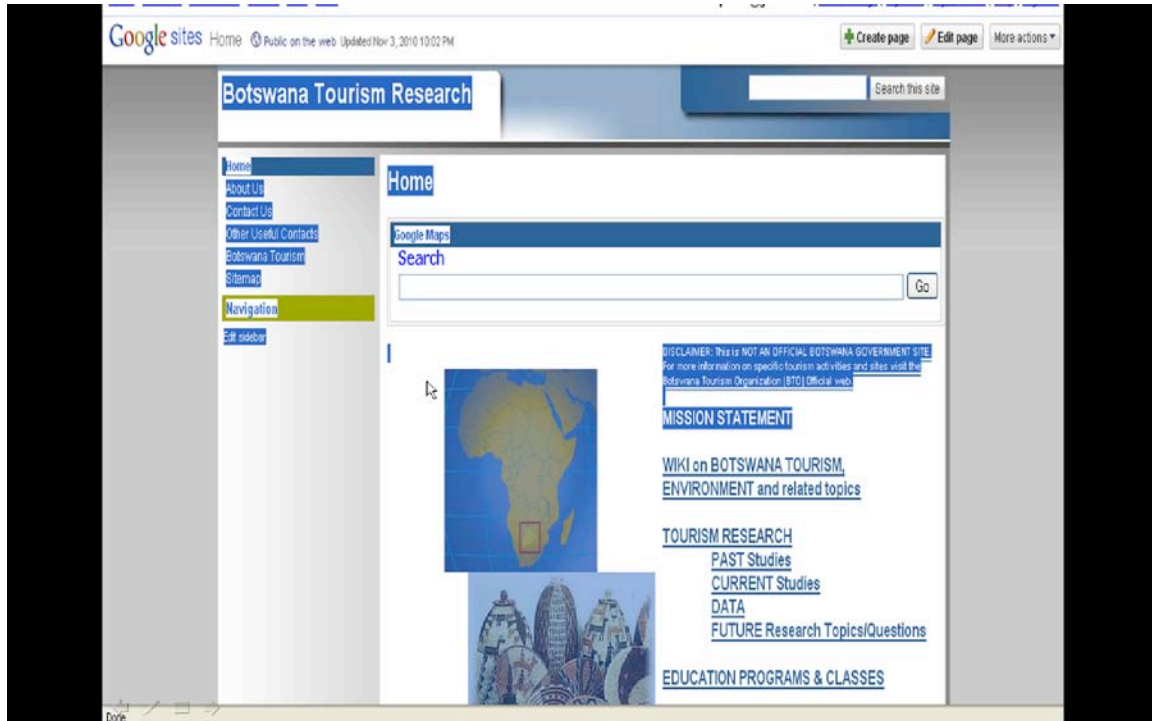 Google sites Home Public on the web Updated Nov 3, 2010 10:02 PM
Create page Edit page More actions
Botswana Tourism Research
Search this site
Home
About Us
Contact Us
Other Useful Contacts
Botswana Tourism
Sitemap
Navigation
Edit sidebar
Home
Google Maps
Search
Go
DISCLAIMER: This is NOT AN OFFICIAL BOTSWANA GOVERNMENT SITE.
For more information on specific tourism activities and sites visit the
Botswana Tourism Organization (BTO) Official web.
MISSION STATEMENT
WIKI on BOTSWANA TOURISM,
ENVIRONMENT and related topics
TOURISM RESEARCH
PAST Studies
CURRENT Studies
DATA
FUTURE Research Topics/Questions
EDUCATION PROGRAMS & CLASSES
Done